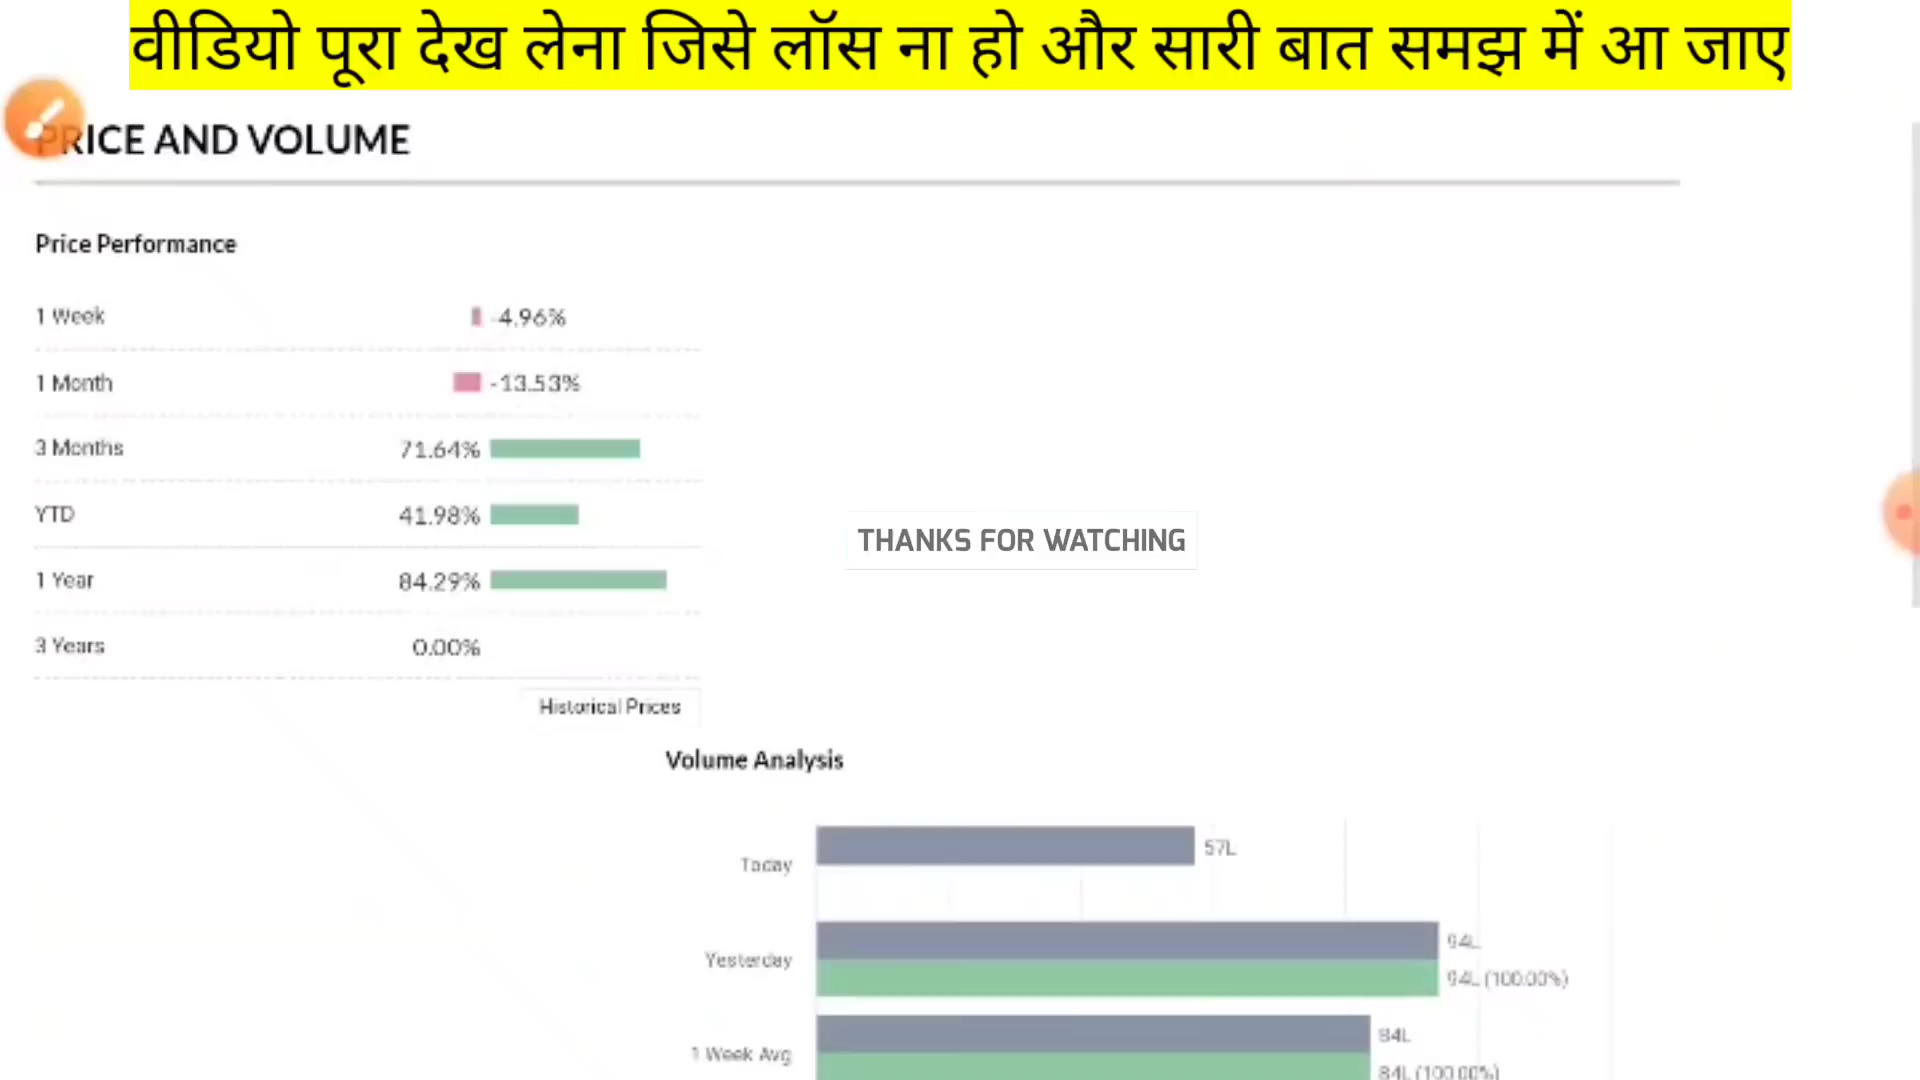 वीडियो पूरा देख लेना जिसे लॉस ना हो और सारी बात समझ में आ जाए
PRICE AND VOLUME
Price Performance
1 Week -4.96%
1 Month -13.53%
3 Months 71.64%
YTD 41.98%
THANKS FOR WATCHING
1 Year 84.29%
3 Years 0.00%
Historical Prices
Volume Analysis
Today 57L
94L
Yesterday
94L (100.00%)
84L
1 Week Avg
84L (100.00%)